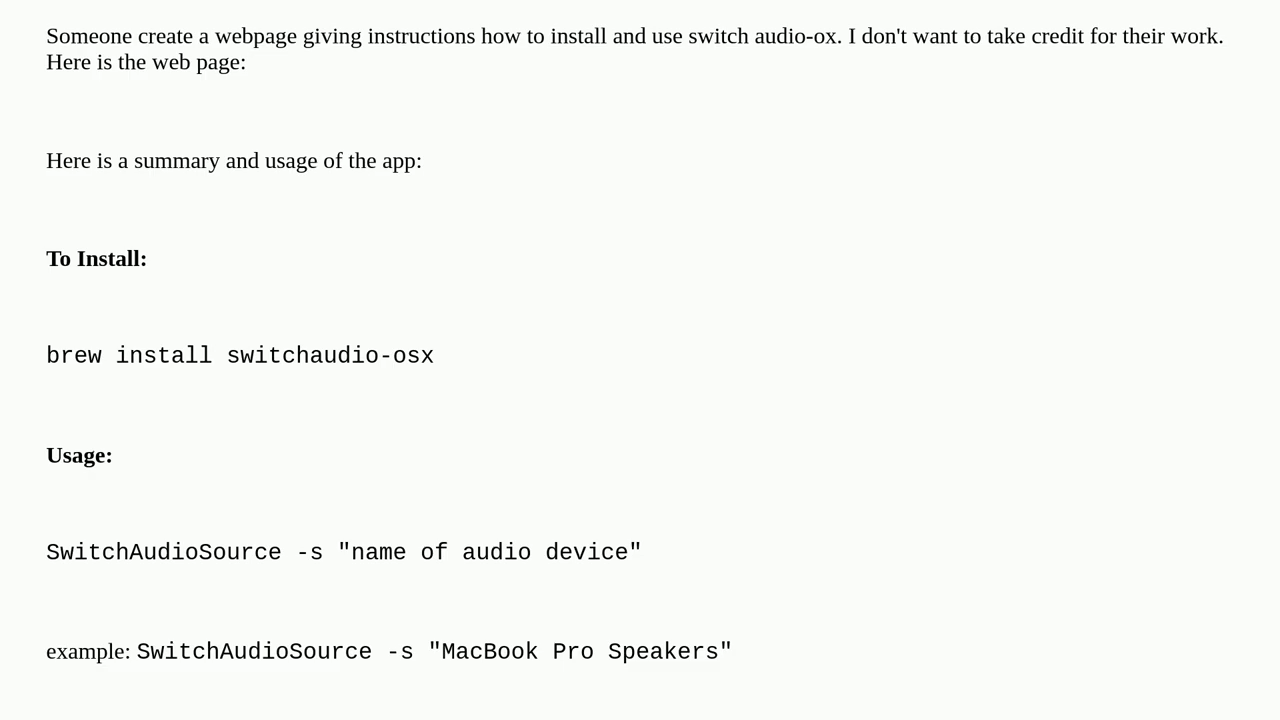 Someone create a webpage giving instructions how to install and use switch audio-ox. I don't want to take credit for their work.
Here is the web page:
Here is a summary and usage of the app:
To Install:
brew install switchaudio-osx
Usage:
SwitchAudioSource -s "name of audio device"
example: SwitchAudioSource -s "MacBook Pro Speakers"